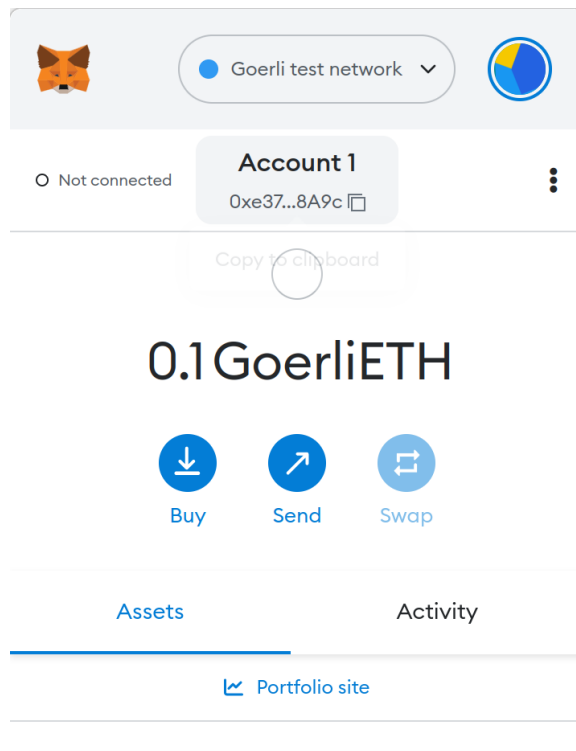 Goerli test network
Account 1
Not connected
0xe37...8A9c
Copy to clipboard
0.1 GoerliETH
Buy Send Swap
Assets Activity
Portfolio site